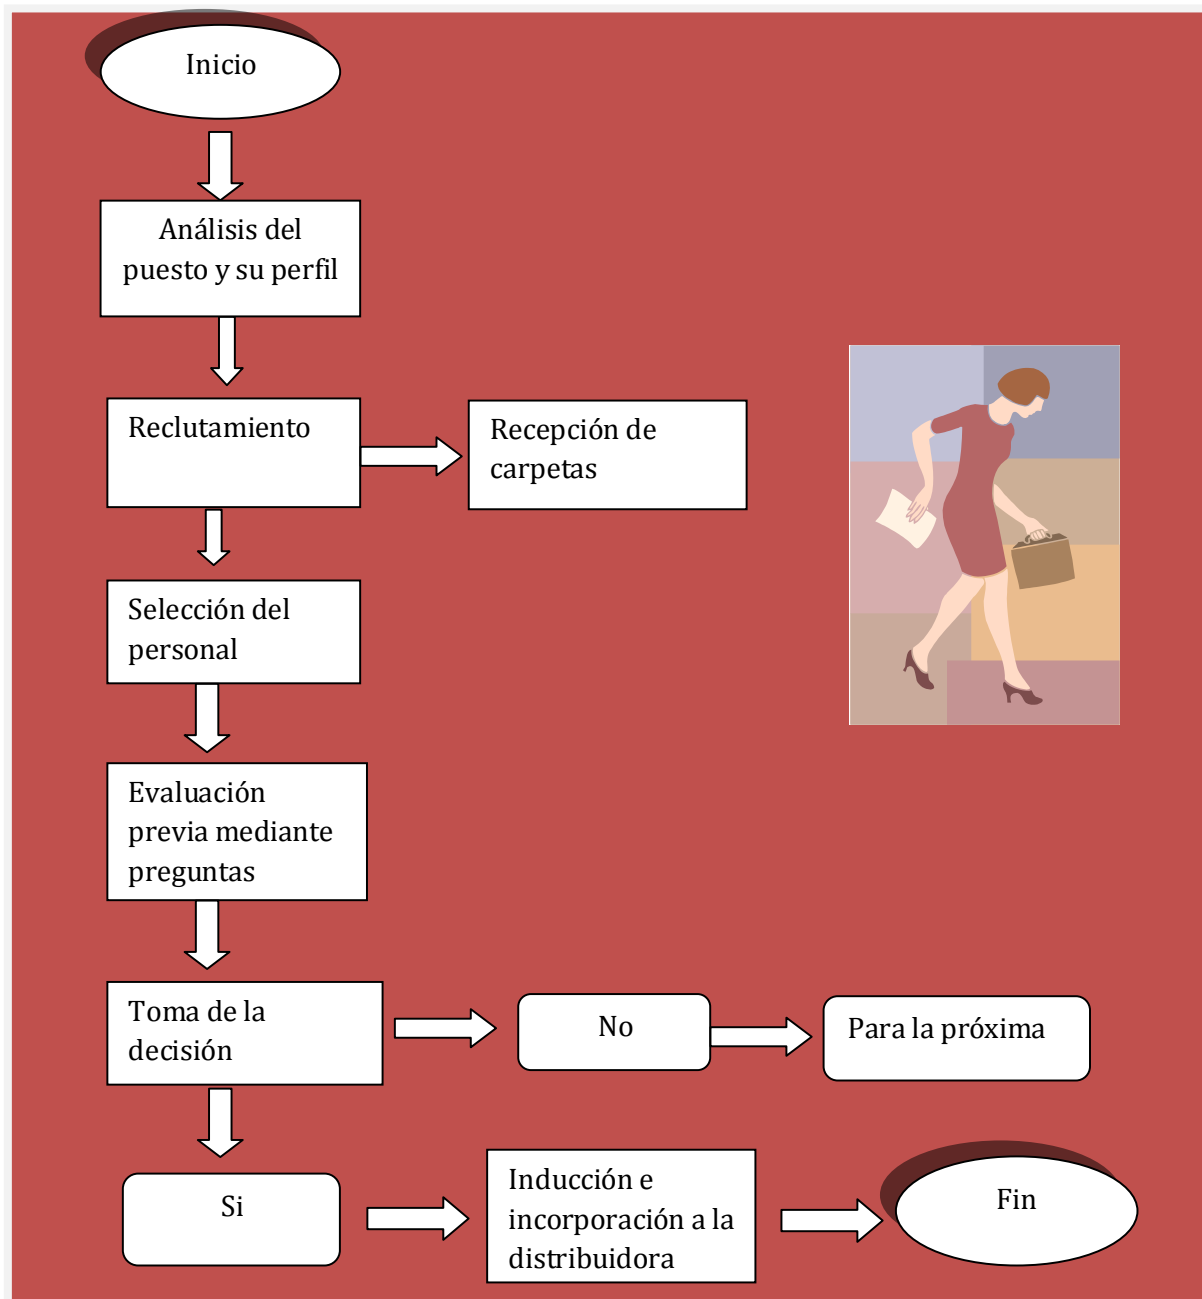 Inicio
Análisis del
puesto y su perfil
Reclutamiento
Recepción de
carpetas
Selección del
personal
Evaluación
previa mediante
preguntas
Toma de la
decisión
No
Para la próxima
Si
Inducción e
incorporación a la
distribuidora
Fin